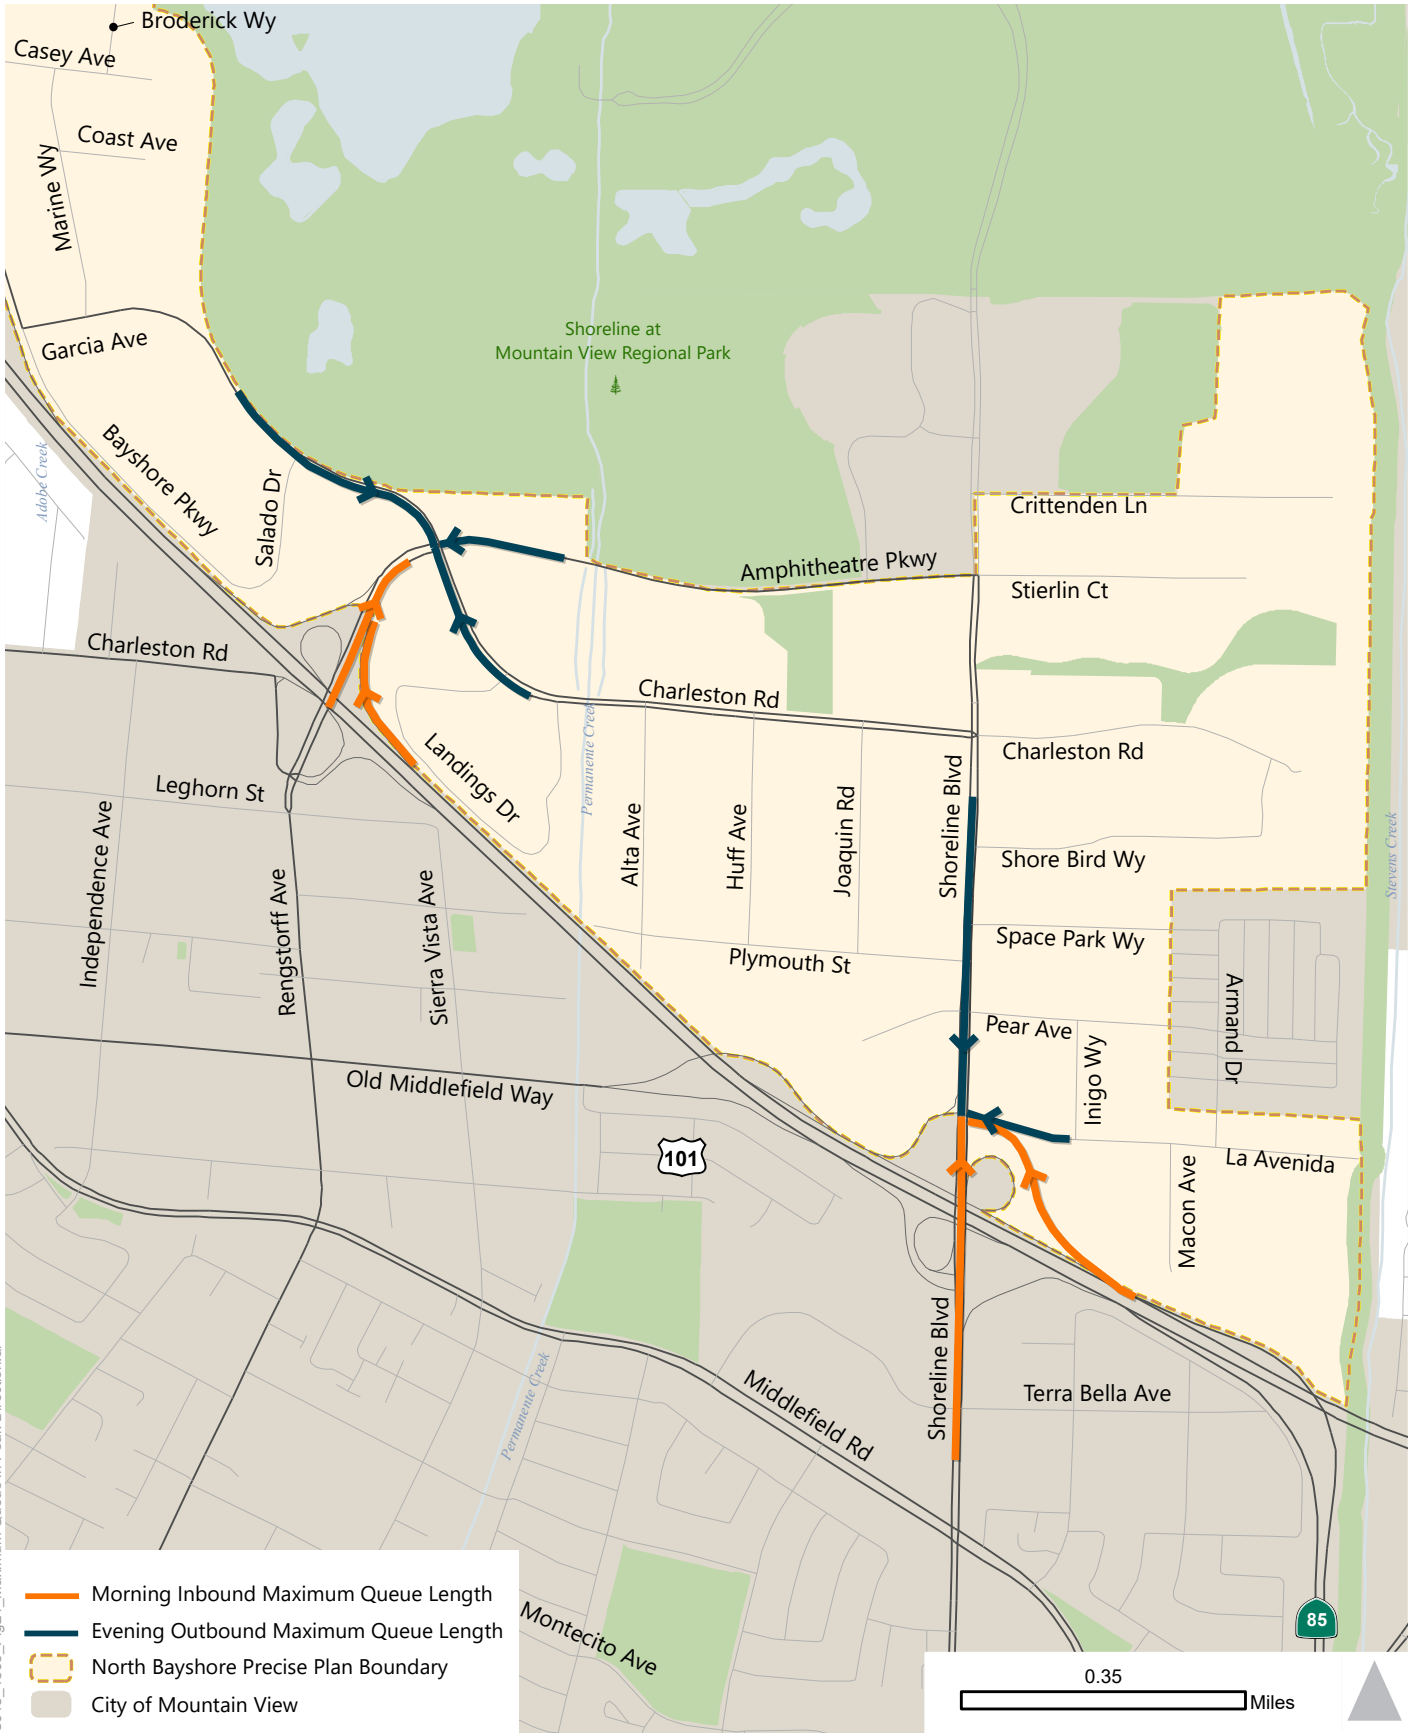 Broderick Wy
Casey Ave
Coast Ave
Marine Wy
Garcia Ave
Shoreline at
Mountain View Regional Park
Bayshore Pkwy
Adobe Creek
Salado Dr
Crittenden Ln
Amphitheatre Pkwy
Stierlin Ct
Charleston Rd
Charleston Rd
Permanente Creek
Landings Dr
Charleston Rd
Leghorn St
Shoreline Blvd
Independence Ave
Alta Ave
Huff Ave
Joaquin Rd
Shore Bird Wy
Stevens Creek
Rengstorff Ave
Sierra Vista Ave
Space Park Wy
Plymouth St
Armand Dr
Pear Ave
Inigo Wy
Old Middlefield Way
101
La Avenida
Macon Ave
Shoreline Blvd
Permanente Creek
Middlefield Rd
Terra Bella Ave
Montecito Ave
85
Morning Inbound Maximum Queue Length
Evening Outbound Maximum Queue Length
North Bayshore Precise Plan Boundary
City of Mountain View
0.35
Miles